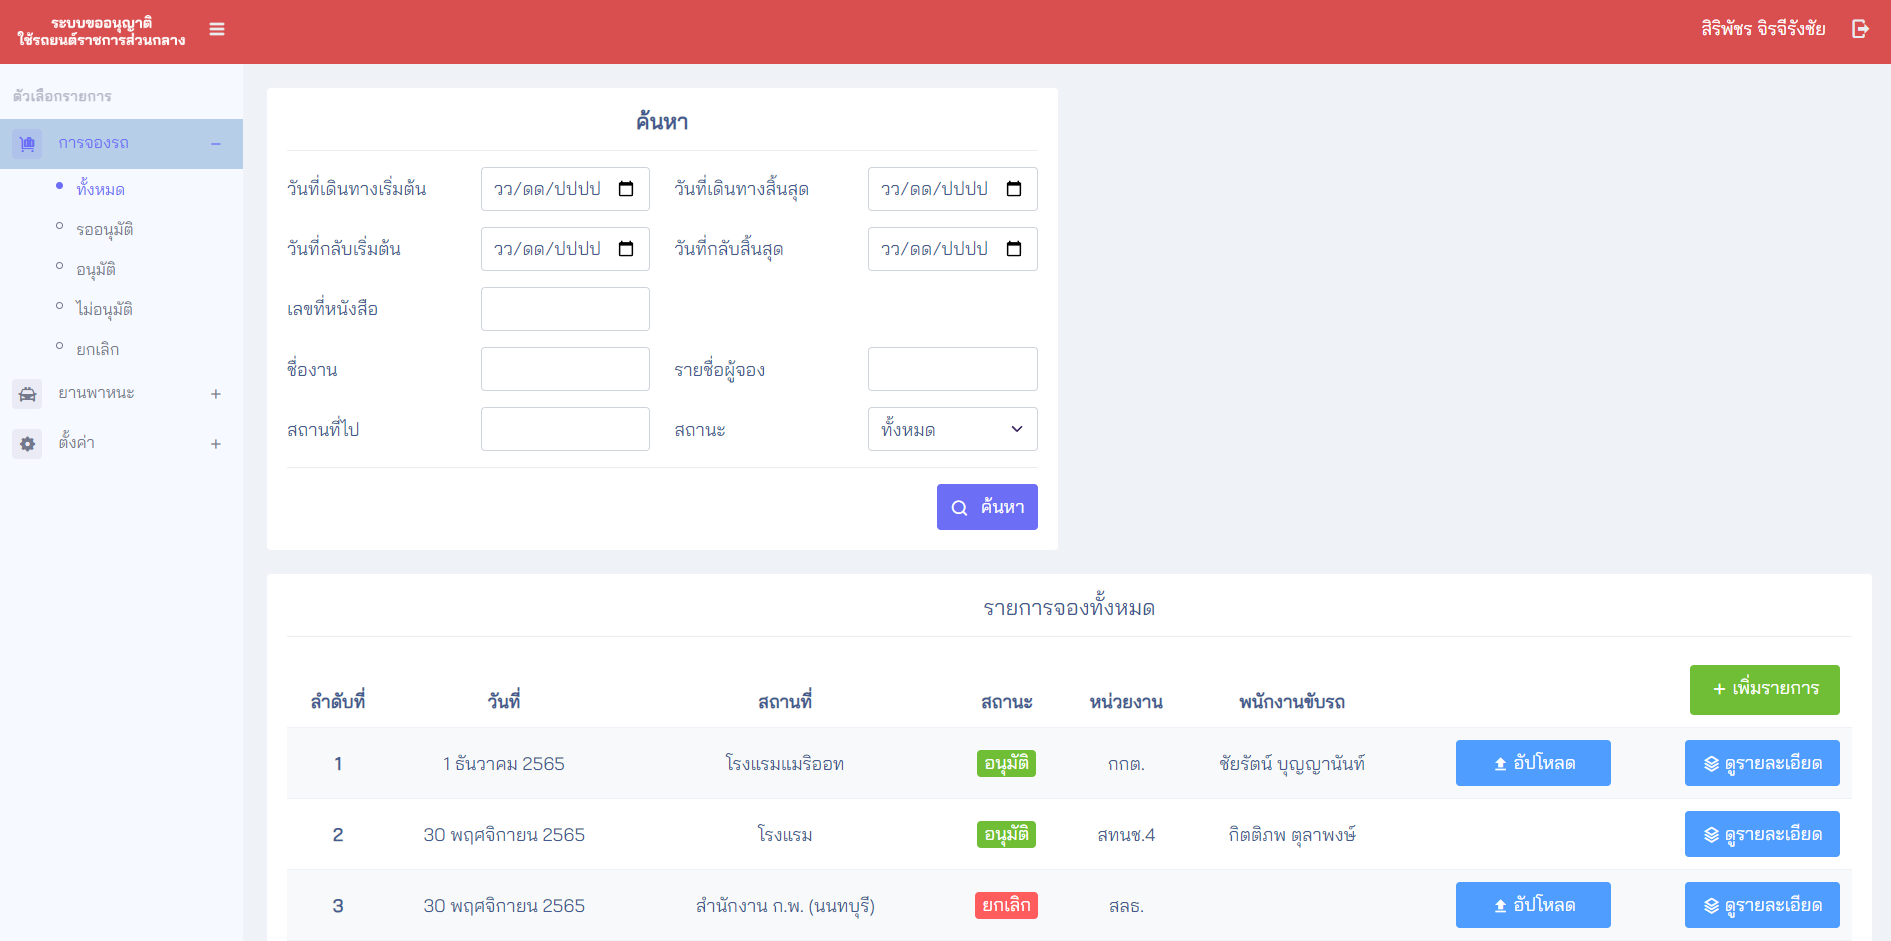 ระบบขออนุญาติ
ใช้รถยนต์ราชการส่วนกลาง
สิริพัชร จิรจีรังชัย
ตัวเลือกรายการ
การจองรถ
ทั้งหมด
รออนุมัติ
อนุมัติ
ไม่อนุมัติ
ยกเลิก
ยานพาหนะ
ตั้งค่า
ค้นหา
วันที่เดินทางเริ่มต้น วว/ดด/ปปปป วันที่เดินทางสิ้นสุด วว/ดด/ปปปป
วันที่กลับเริ่มต้น วว/ดด/ปปปป วันที่กลับสิ้นสุด วว/ดด/ปปปป
เลขที่หนังสือ
ชื่องาน รายชื่อผู้จอง
สถานที่ไป สถานะ ทั้งหมด
ค้นหา
รายการจองทั้งหมด
+ เพิ่มรายการ
ลำดับที่ วันที่ สถานที่ สถานะ หน่วยงาน พนักงานขับรถ
1 1 ธันวาคม 2565 โรงแรมแมริออท อนุมัติ กกต. ชัยรัตน์ บุญญานันท์ อัปโหลด ดูรายละเอียด
2 30 พฤศจิกายน 2565 โรงแรม อนุมัติ สทนช.4 กิตติภพ ตุลาพงษ์ ดูรายละเอียด
3 30 พฤศจิกายน 2565 สำนักงาน ก.พ. (นนทบุรี) ยกเลิก สลธ. อัปโหลด ดูรายละเอียด